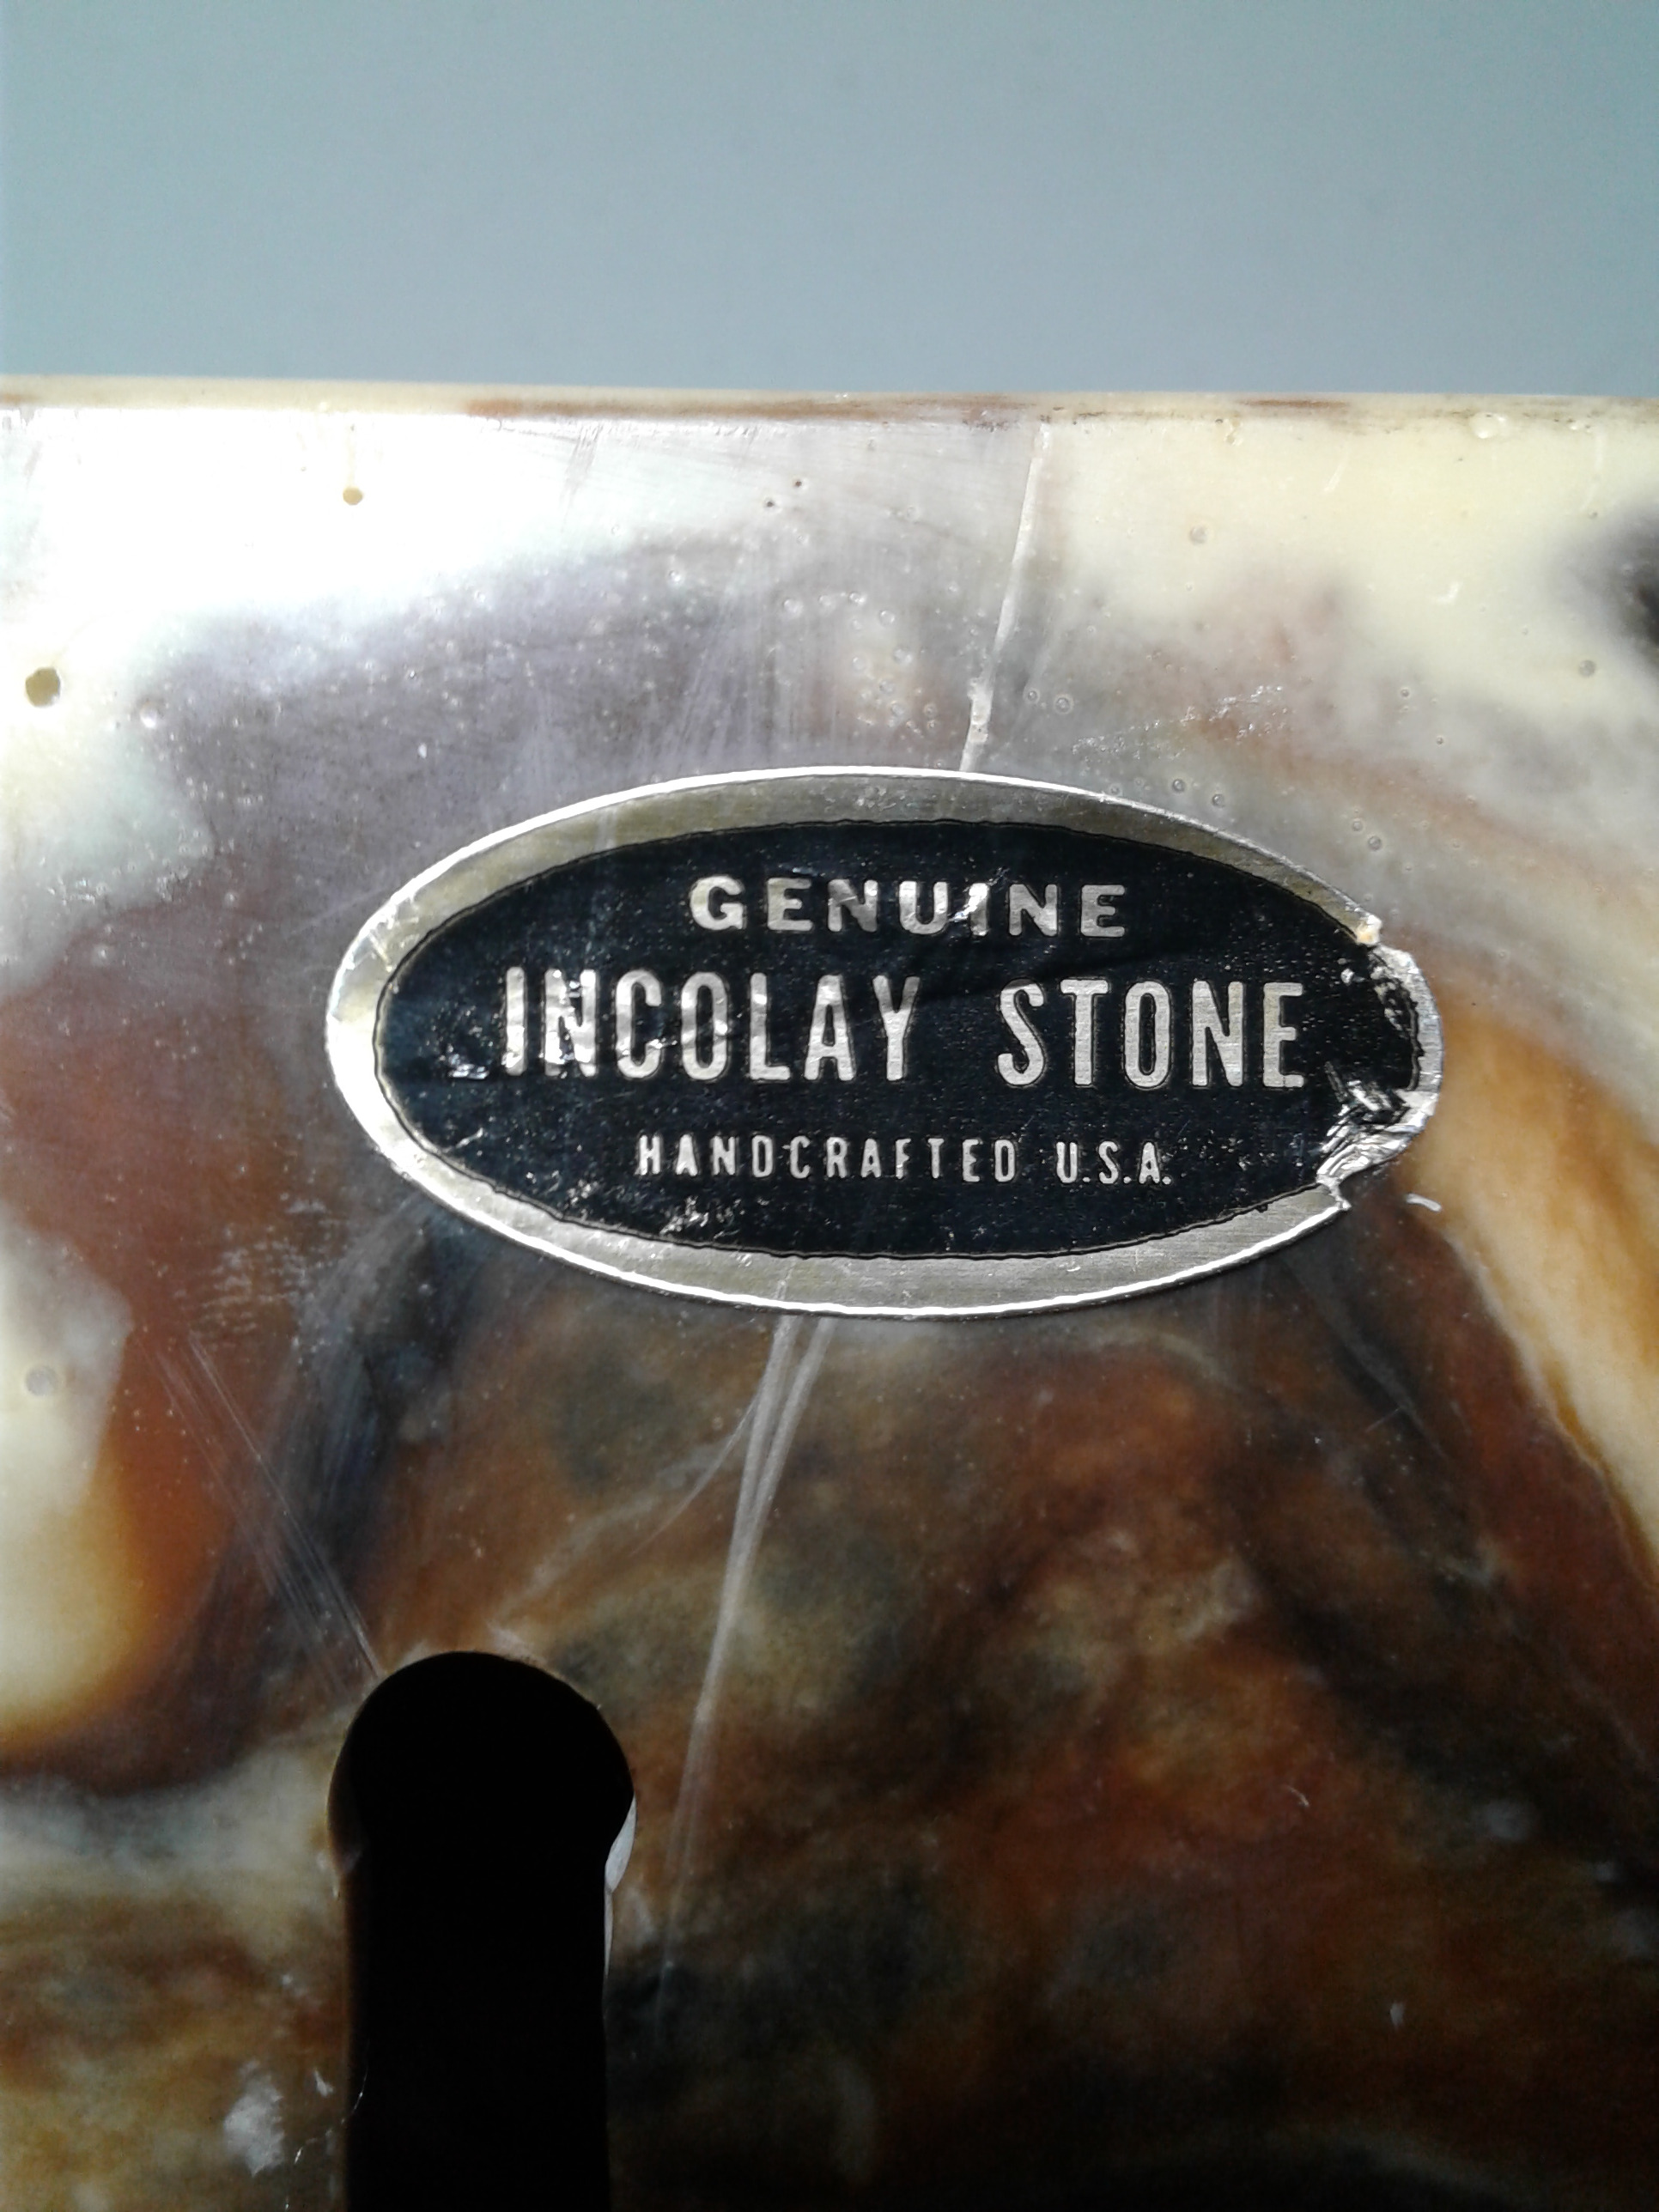 GENUINE
INCOLAY STONE
HANDCRAFTED U.S.A.